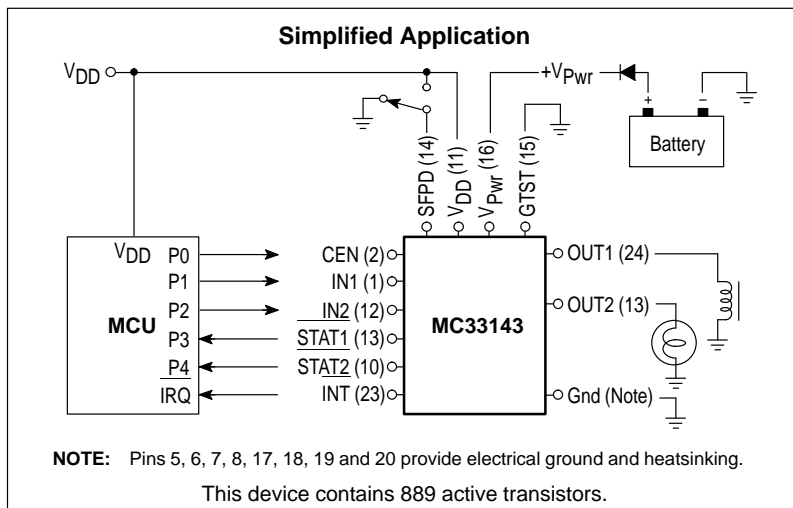 Simplified Application
VDD
+VPwr
+
–
Battery
SFPD (14)
VDD (11)
VPwr (16)
GTST (15)
VDD
MCU
P0
P1
P2
P3
P4
IRQ
CEN (2)
IN1 (1)
IN2 (12)
STAT1 (13)
STAT2 (10)
INT (23)
MC33143
OUT1 (24)
OUT2 (13)
Gnd (Note)
NOTE: Pins 5, 6, 7, 8, 17, 18, 19 and 20 provide electrical ground and heatsinking.
This device contains 889 active transistors.